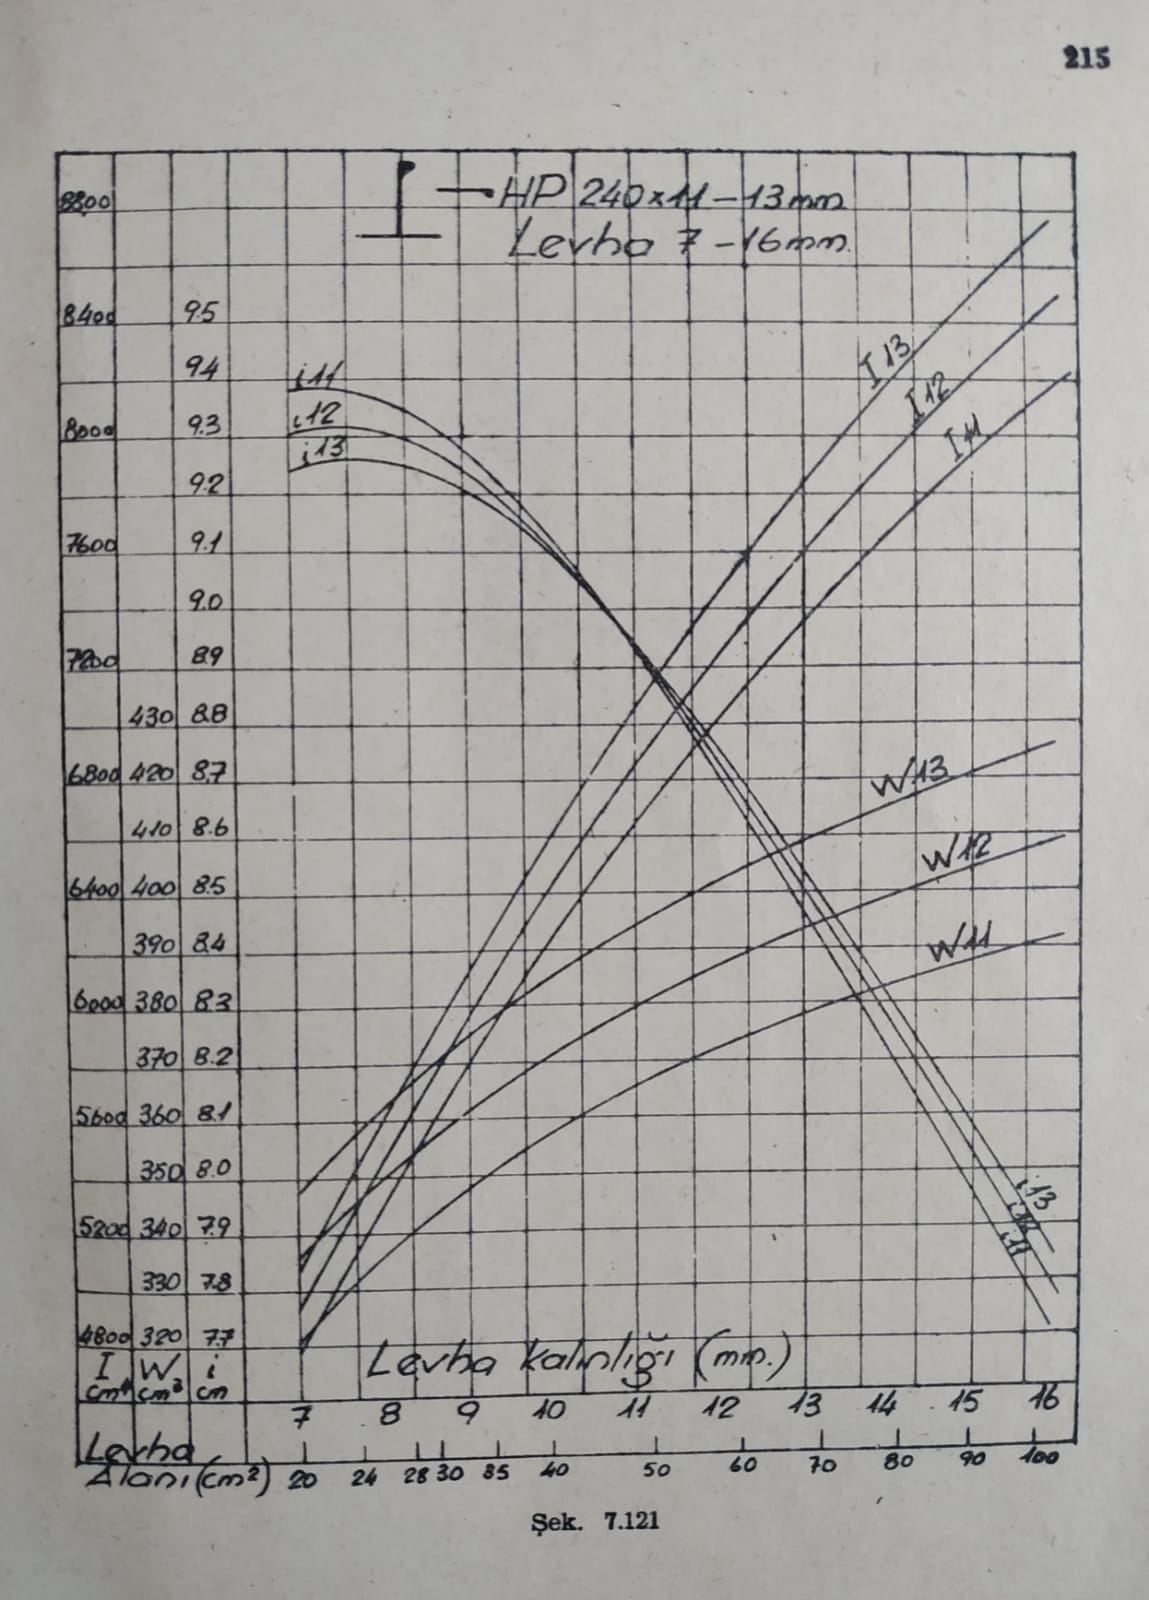 215
HP 240x11-13mm
Levha 7-16mm.
8800
8400 9.5
9.4
8000 9.3
9.2
7600 9.1
9.0
7200 8.9
430 8.8
6800 420 8.7
410 8.6
6400 400 8.5
390 8.4
6000 380 8.3
370 8.2
5600 360 8.1
350 8.0
5200 340 7.9
330 7.8
4800 320 7.7
I W i
cm⁴ cm³ cm
i11
i12
i13
I 13
I 12
I 11
W13
W12
W11
i13
i12
i11
Levha kalınlığı (mm.)
7 8 9 10 11 12 13 14 15 16
Levha
Alanı (cm²) 20 24 28 30 35 40 50 60 70 80 90 100
Şek. 7.121